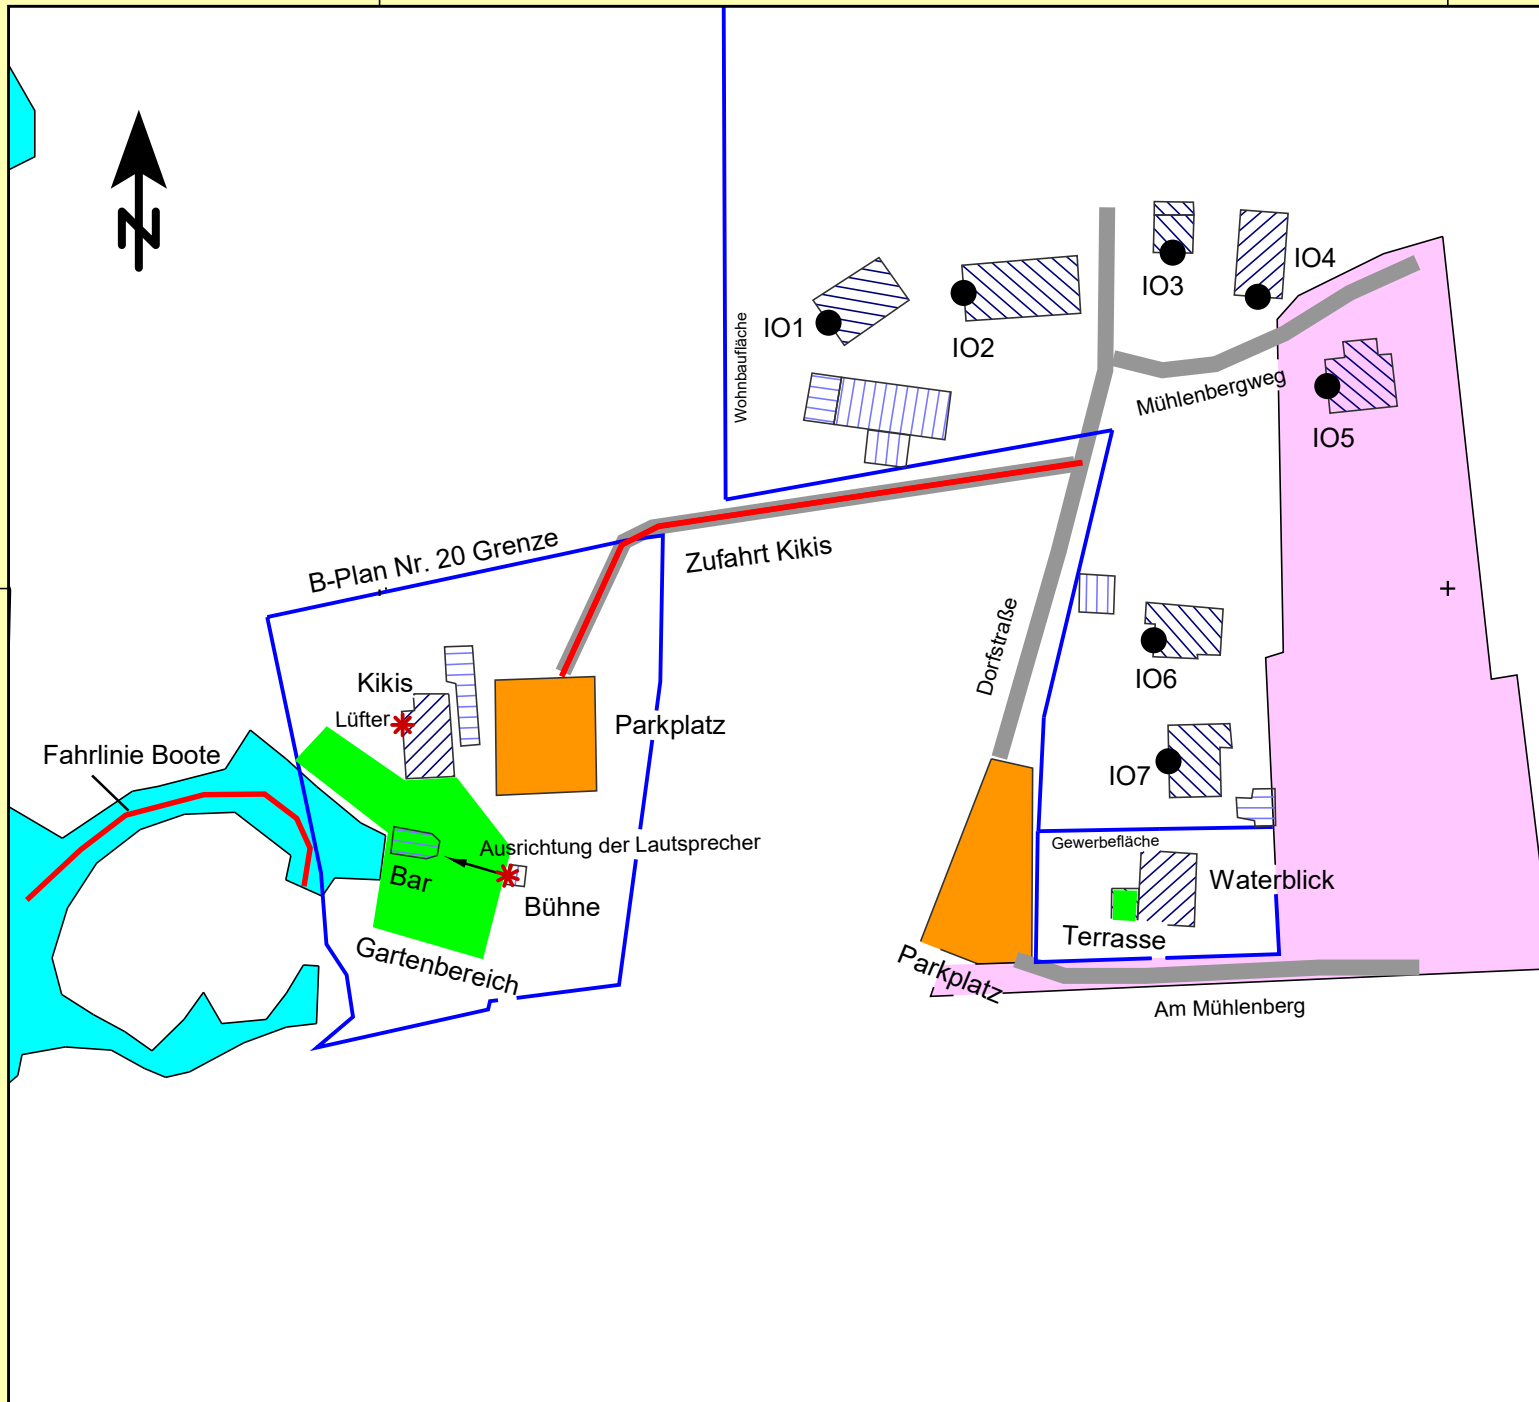 N
IO3
IO4
IO1
IO2
Wohnbaufläche
Mühlenbergweg
IO5
B-Plan Nr. 20 Grenze
Zufahrt Kikis
Dorfstraße
IO6
Kikis
Lüfter
Parkplatz
Fahrlinie Boote
IO7
Ausrichtung der Lautsprecher
Gewerbefläche
Bar
Waterblick
Bühne
Terrasse
Gartenbereich
Parkplatz
Am Mühlenberg